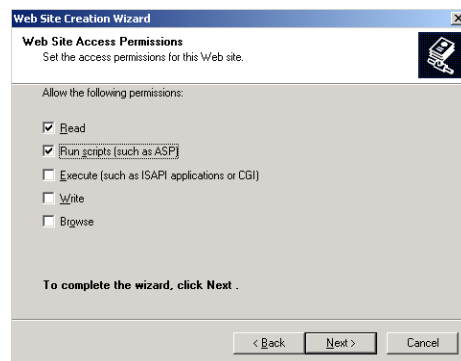 Web Site Creation Wizard
Web Site Access Permissions
Set the access permissions for this Web site.
Allow the following permissions:
Read
Run scripts (such as ASP)
Execute (such as ISAPI applications or CGI)
Write
Browse
To complete the wizard, click Next .
< Back Next > Cancel